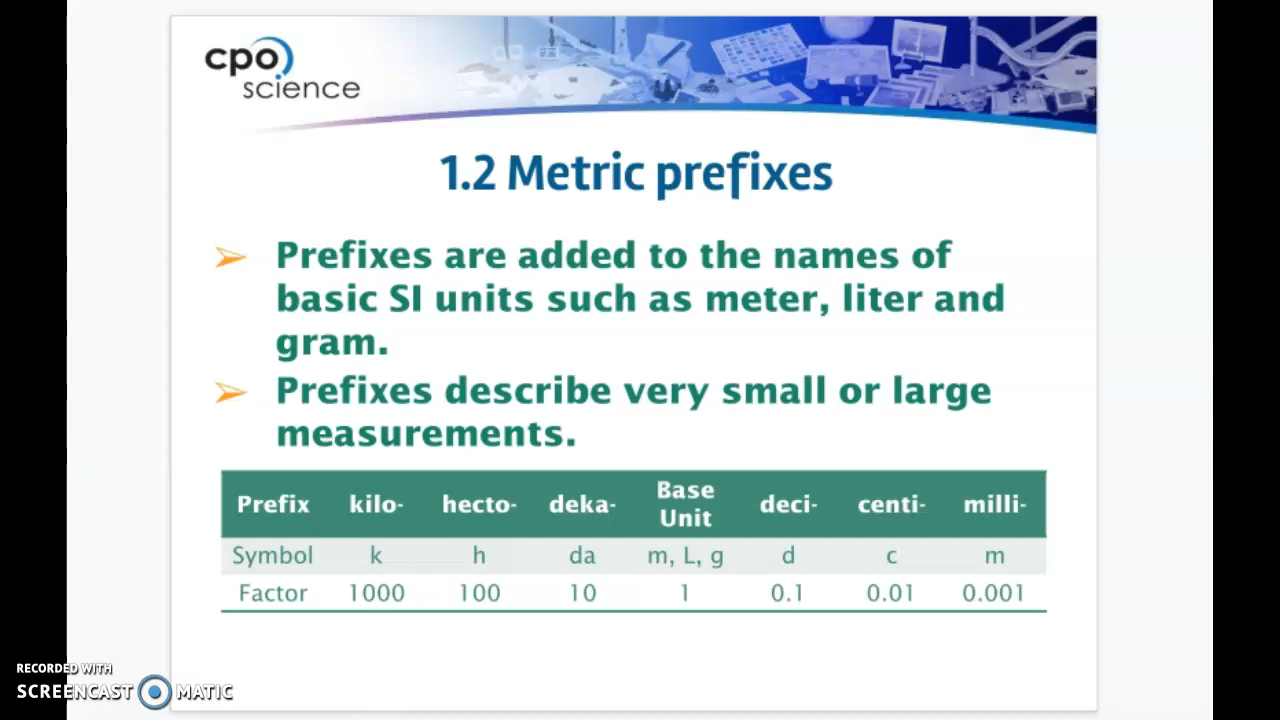 cpo
science
1.2 Metric prefixes
➢ Prefixes are added to the names of
basic SI units such as meter, liter and
gram.
➢ Prefixes describe very small or large
measurements.
Prefix kilo- hecto- deka- Base Unit deci- centi- milli-
Symbol k h da m, L, g d c m
Factor 1000 100 10 1 0.1 0.01 0.001
RECORDED WITH
SCREENCAST MATIC